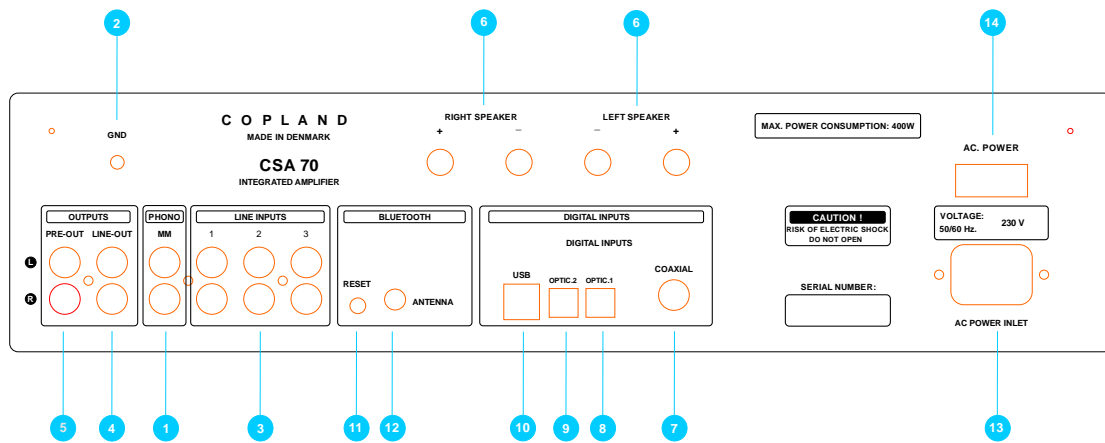 2 6 6 14
C O P L A N D
MADE IN DENMARK
CSA 70
INTEGRATED AMPLIFIER
GND
RIGHT SPEAKER
+ −
LEFT SPEAKER
− +
MAX. POWER CONSUMPTION: 400W
AC. POWER
OUTPUTS
PRE-OUT LINE-OUT
PHONO
MM
LINE INPUTS
1 2 3
BLUETOOTH
RESET
ANTENNA
DIGITAL INPUTS
DIGITAL INPUTS
USB
OPTIC.2
OPTIC.1
COAXIAL
CAUTION !
RISK OF ELECTRIC SHOCK
DO NOT OPEN
VOLTAGE: 230 V
50/60 Hz.
SERIAL NUMBER:
AC POWER INLET
L
R
5 4 1 3 11 12 10 9 8 7 13